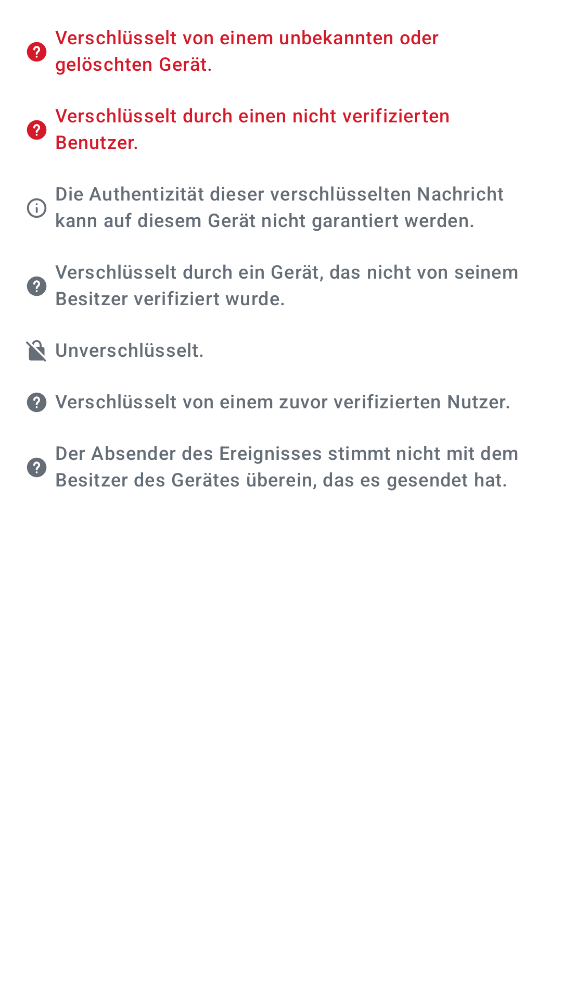 Verschlüsselt von einem unbekannten oder
gelöschten Gerät.
Verschlüsselt durch einen nicht verifizierten
Benutzer.
Die Authentizität dieser verschlüsselten Nachricht
kann auf diesem Gerät nicht garantiert werden.
Verschlüsselt durch ein Gerät, das nicht von seinem
Besitzer verifiziert wurde.
Unverschlüsselt.
Verschlüsselt von einem zuvor verifizierten Nutzer.
Der Absender des Ereignisses stimmt nicht mit dem
Besitzer des Gerätes überein, das es gesendet hat.